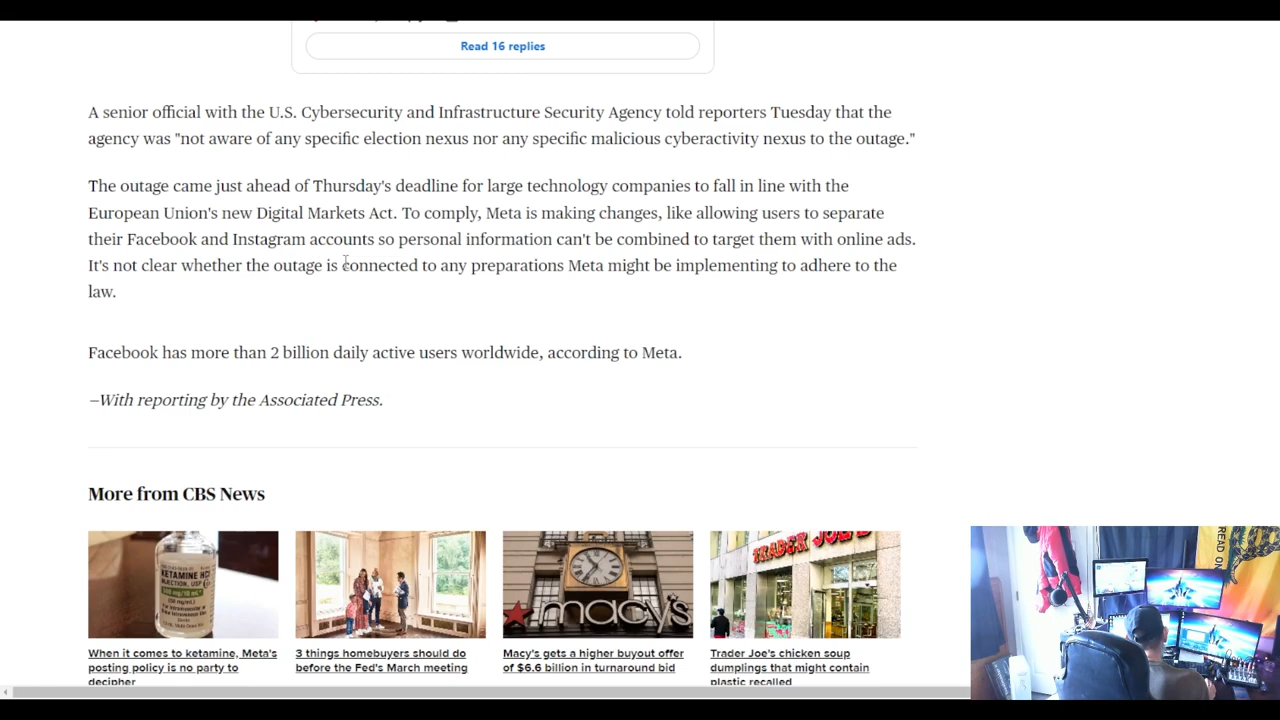 Read 16 replies
A senior official with the U.S. Cybersecurity and Infrastructure Security Agency told reporters Tuesday that the
agency was "not aware of any specific election nexus nor any specific malicious cyberactivity nexus to the outage."
The outage came just ahead of Thursday's deadline for large technology companies to fall in line with the
European Union's new Digital Markets Act. To comply, Meta is making changes, like allowing users to separate
their Facebook and Instagram accounts so personal information can't be combined to target them with online ads.
It's not clear whether the outage is connected to any preparations Meta might be implementing to adhere to the
law.
Facebook has more than 2 billion daily active users worldwide, according to Meta.
—With reporting by the Associated Press.
More from CBS News
KETAMINE HCl
INJECTION, USP
macy's
TRADER JOE'S
When it comes to ketamine, Meta's
posting policy is no party to
decipher
3 things homebuyers should do
before the Fed's March meeting
Macy's gets a higher buyout offer
of $6.6 billion in turnaround bid
Trader Joe's chicken soup
dumplings that might contain
plastic recalled
READ ON